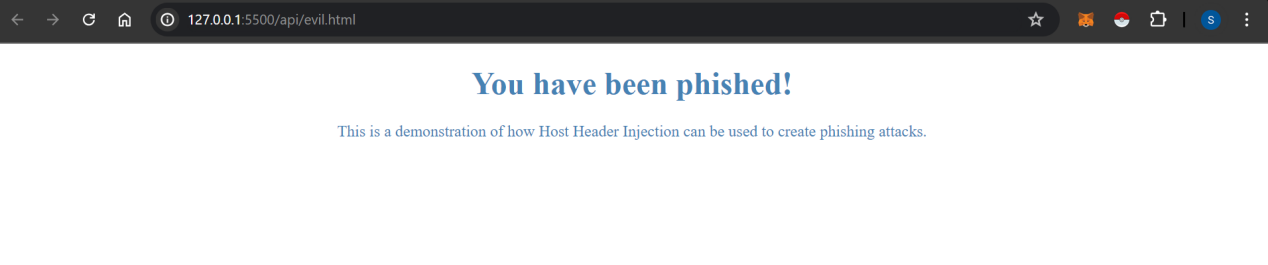 127.0.0.1:5500/api/evil.html
S
You have been phished!
This is a demonstration of how Host Header Injection can be used to create phishing attacks.